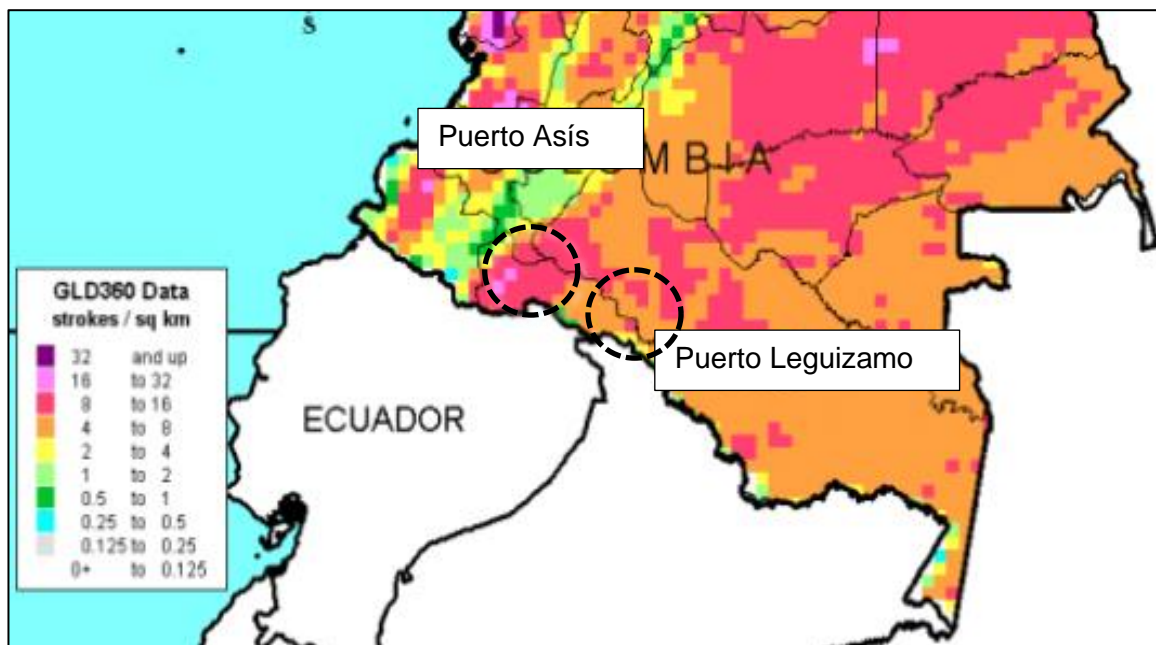 S
Puerto Asís
M B I A
Puerto Leguizamo
ECUADOR
GLD360 Data
strokes / sq km
32 and up
16 to 32
8 to 16
4 to 8
2 to 4
1 to 2
0.5 to 1
0.25 to 0.5
0.125 to 0.25
0+ to 0.125